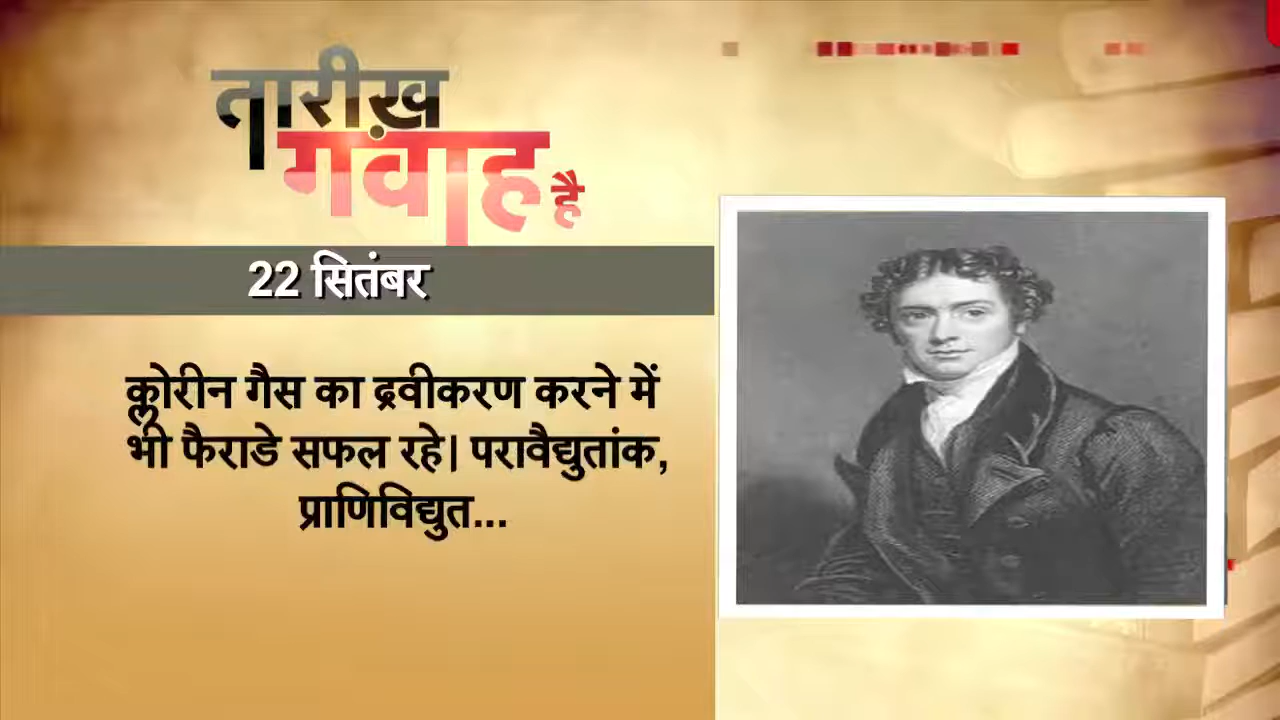 तारीख़
गवाह है
22 सितंबर
क्लोरीन गैस का द्रवीकरण करने में
भी फैराडे सफल रहे| परावैद्युतांक,
प्राणिविद्युत...